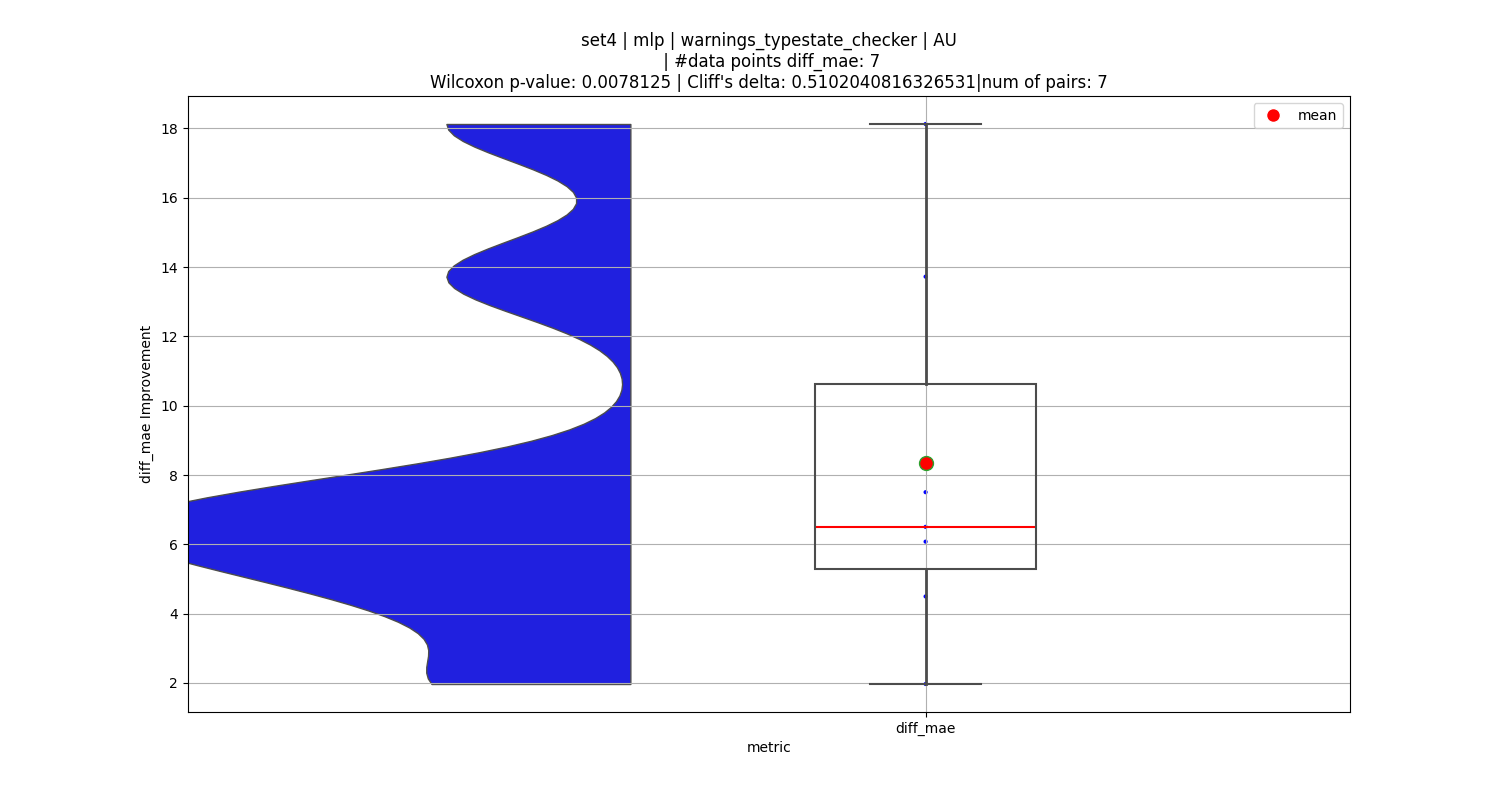 set4 | mlp | warnings_typestate_checker | AU
| #data points diff_mae: 7
Wilcoxon p-value: 0.0078125 | Cliff's delta: 0.5102040816326531|num of pairs: 7
mean
18
16
14
12
10
8
6
4
2
diff_mae Improvement
diff_mae
metric